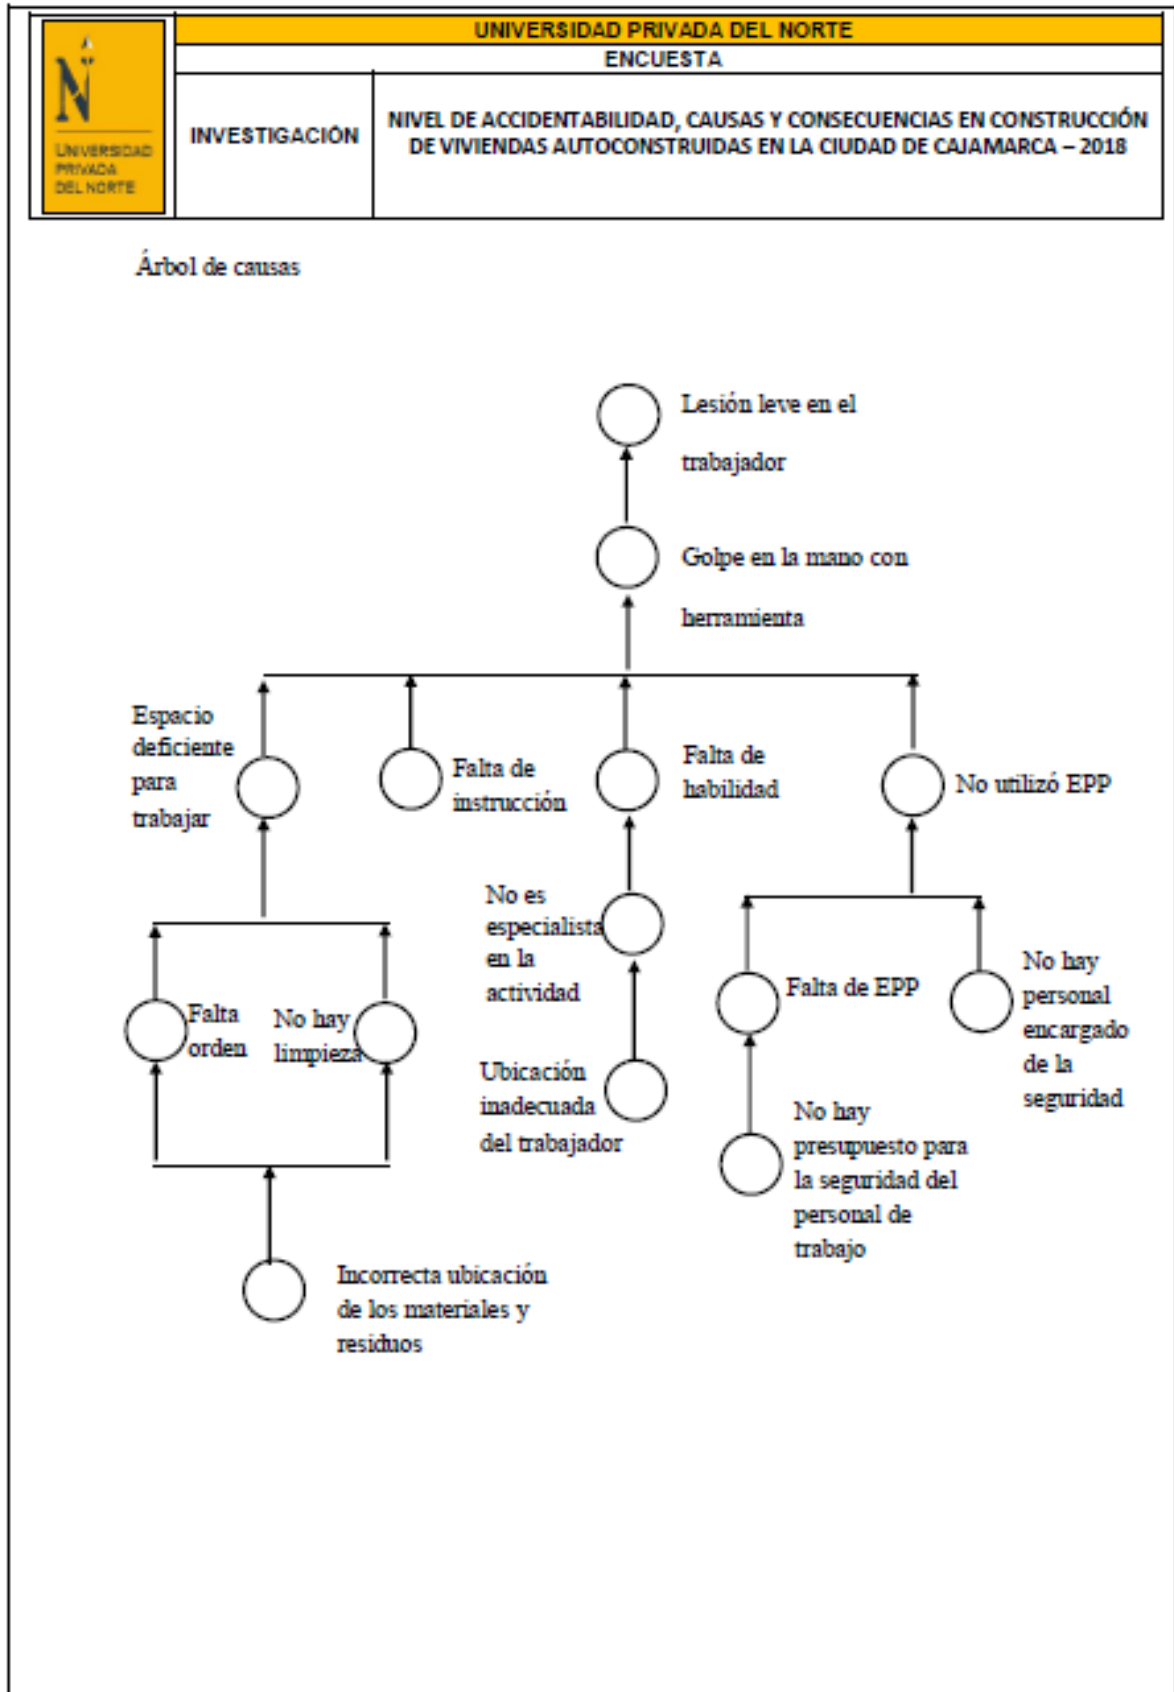 UNIVERSIDAD PRIVADA DEL NORTE
ENCUESTA
N
UNIVERSIDAD
PRIVADA
DEL NORTE
INVESTIGACIÓN
NIVEL DE ACCIDENTABILIDAD, CAUSAS Y CONSECUENCIAS EN CONSTRUCCIÓN
DE VIVIENDAS AUTOCONSTRUIDAS EN LA CIUDAD DE CAJAMARCA – 2018
Árbol de causas
Lesión leve en el
trabajador
Golpe en la mano con
herramienta
Espacio
deficiente
para
trabajar
Falta de
instrucción
Falta de
habilidad
No utilizó EPP
Falta
orden
No hay
limpieza
No es
especialista
en la
actividad
Falta de EPP
No hay
personal
encargado
de la
seguridad
Ubicación
inadecuada
del trabajador
No hay
presupuesto para
la seguridad del
personal de
trabajo
Incorrecta ubicación
de los materiales y
residuos